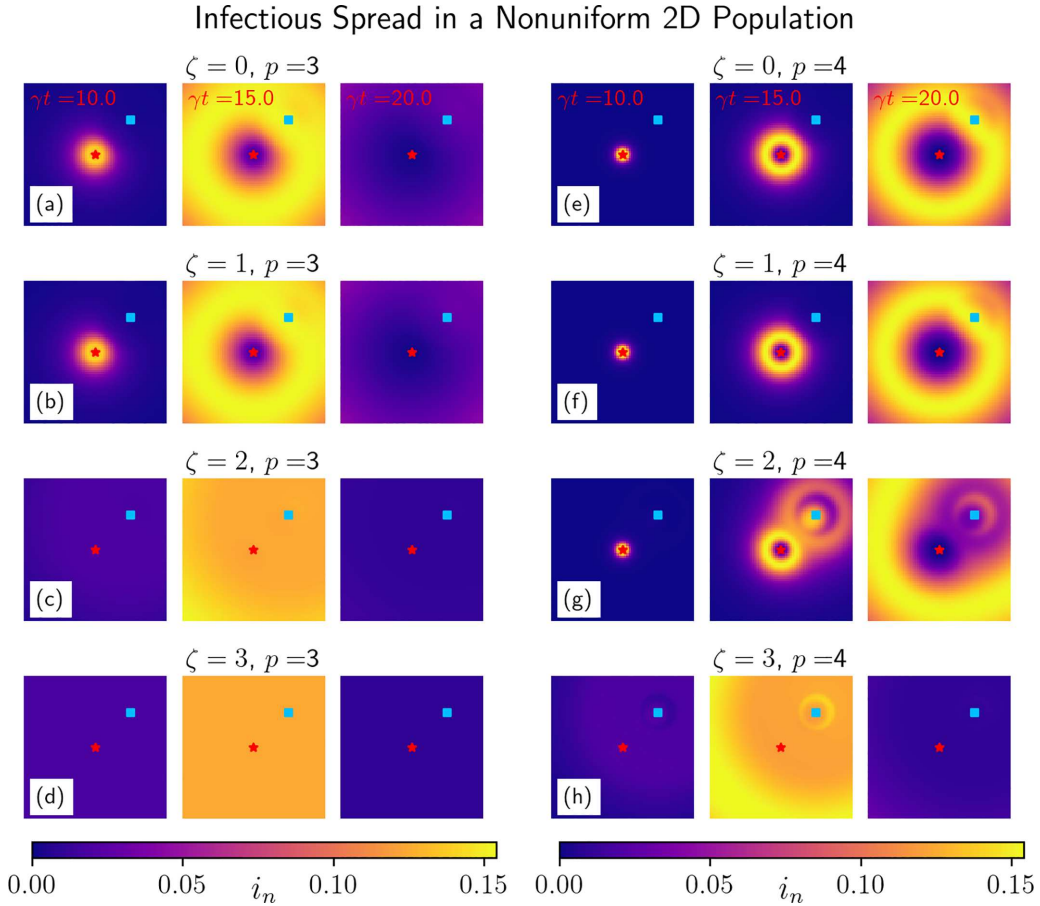 Infectious Spread in a Nonuniform 2D Population
ζ = 0, p =3
γt =10.0
γt =15.0
γt =20.0
(a)
ζ = 1, p =3
(b)
ζ = 2, p =3
(c)
ζ = 3, p =3
(d)
0.00
0.05
0.10
0.15
i_n
ζ = 0, p =4
γt =10.0
γt =15.0
γt =20.0
(e)
ζ = 1, p =4
(f)
ζ = 2, p =4
(g)
ζ = 3, p =4
(h)
0.00
0.05
0.10
0.15
i_n